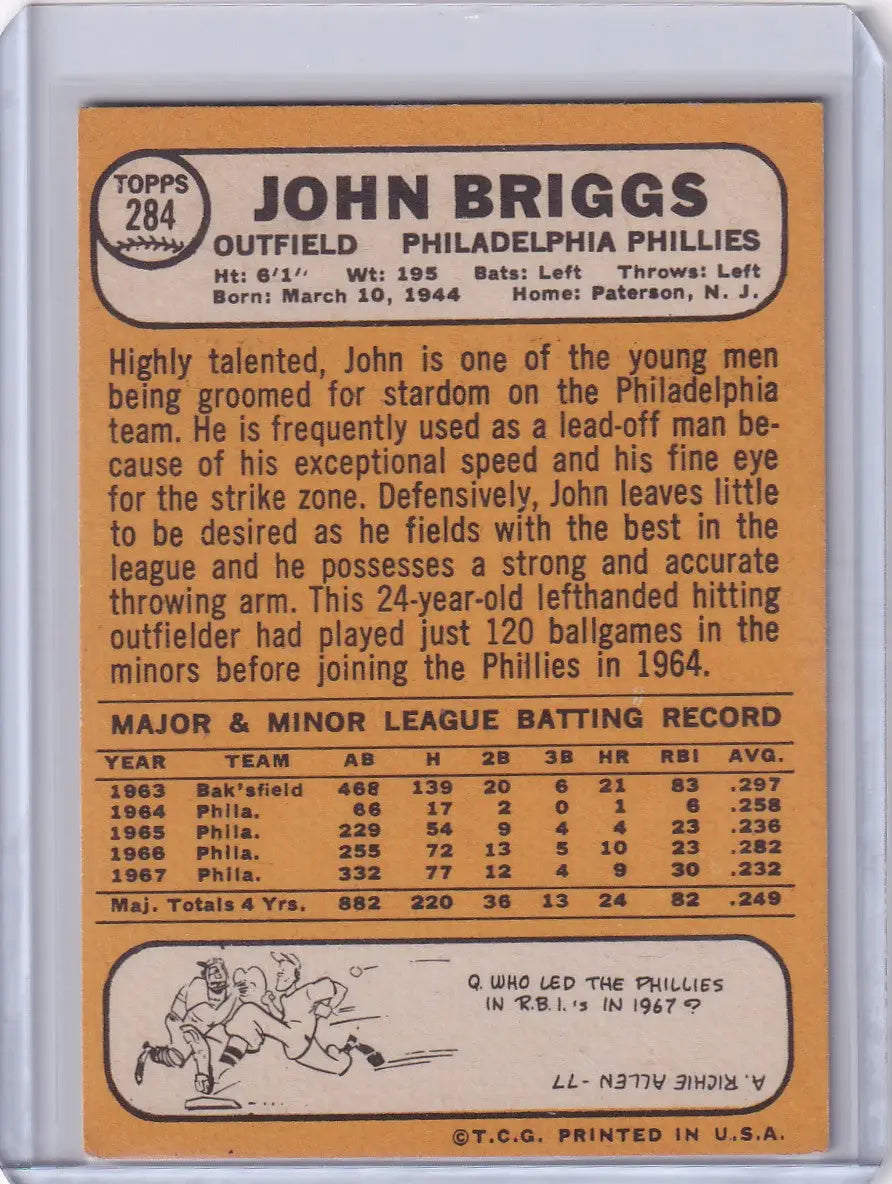 TOPPS
284
JOHN BRIGGS
OUTFIELD PHILADELPHIA PHILLIES
Ht: 6'1" Wt: 195 Bats: Left Throws: Left
Born: March 10, 1944 Home: Paterson, N. J.
Highly talented, John is one of the young men
being groomed for stardom on the Philadelphia
team. He is frequently used as a lead-off man be-
cause of his exceptional speed and his fine eye
for the strike zone. Defensively, John leaves little
to be desired as he fields with the best in the
league and he possesses a strong and accurate
throwing arm. This 24-year-old lefthanded hitting
outfielder had played just 120 ballgames in the
minors before joining the Phillies in 1964.
MAJOR & MINOR LEAGUE BATTING RECORD
YEAR TEAM AB H 2B 3B HR RBI AVG.
1963 Bak'sfield 468 139 20 6 21 83 .297
1964 Phila. 66 17 2 0 1 6 .258
1965 Phila. 229 54 9 4 4 23 .236
1966 Phila. 255 72 13 5 10 23 .282
1967 Phila. 332 77 12 4 9 30 .232
Maj. Totals 4 Yrs. 882 220 36 13 24 82 .249
Q. WHO LED THE PHILLIES
IN R.B.I.'s IN 1967?
A. RICHIE ALLEN - 77
©T.C.G. PRINTED IN U.S.A.